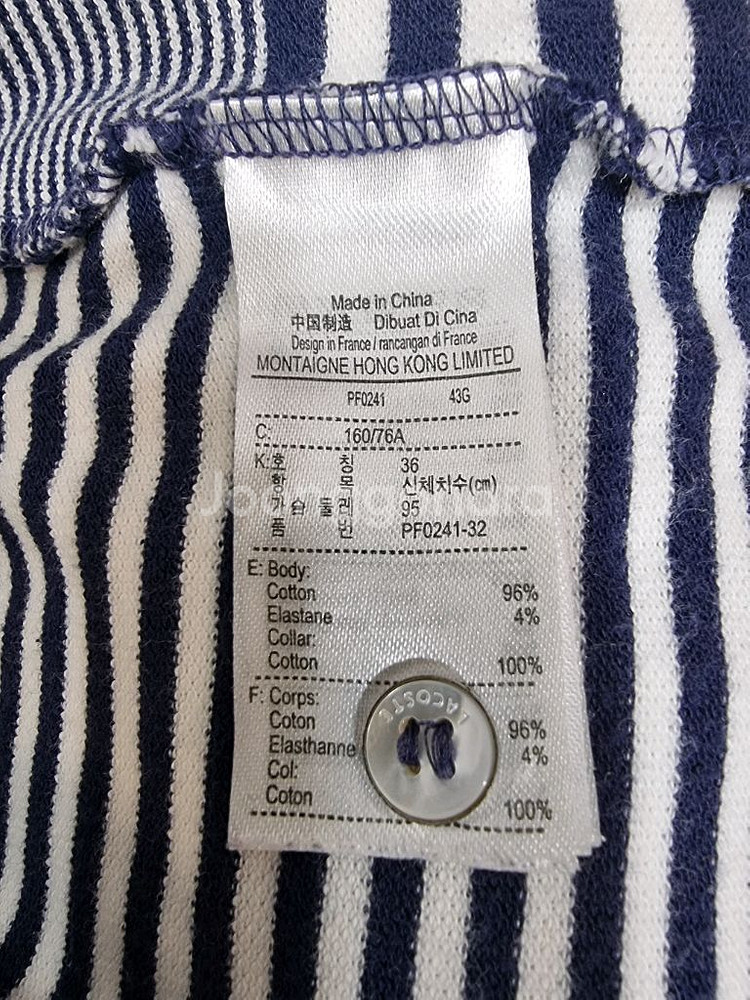 Made in China
中国制造 Dibuat Di Cina
Design in France / rancangan di France
MONTAIGNE HONG KONG LIMITED
PF0241 43G
C: 160/76A
K:호 칭 36
항 목 신체치수(cm)
가 슴 둘 레 95
품 번 PF0241-32
E: Body:
Cotton 96%
Elastane 4%
Collar:
Cotton 100%
F: Corps:
Coton 96%
Elasthanne 4%
Col:
Coton 100%
LACOSTE